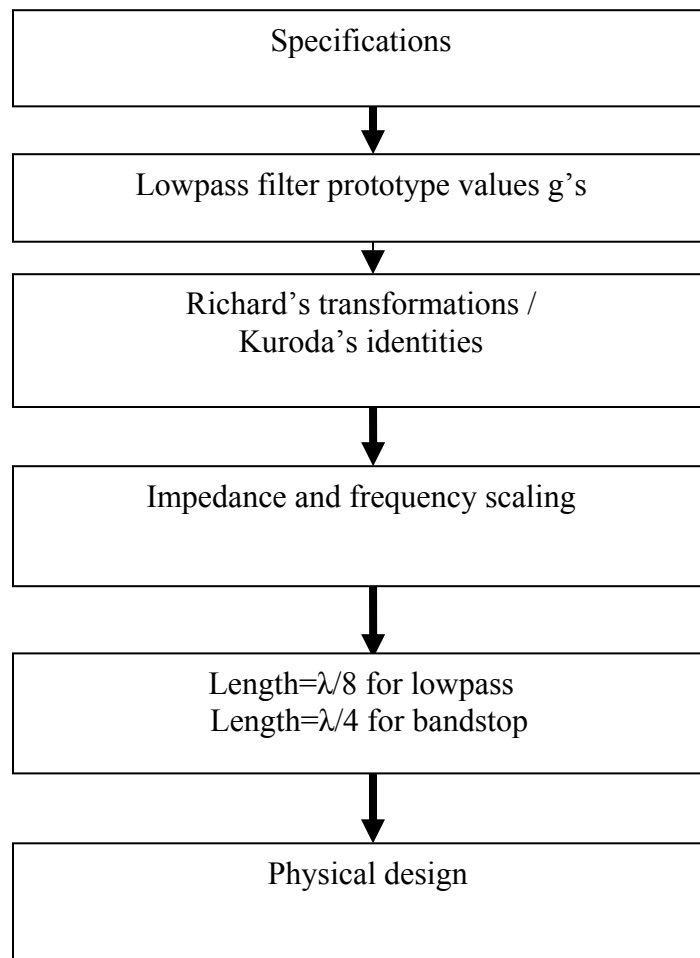 Specifications
Lowpass filter prototype values g’s
Richard’s transformations /
Kuroda’s identities
Impedance and frequency scaling
Length=λ/8 for lowpass
Length=λ/4 for bandstop
Physical design